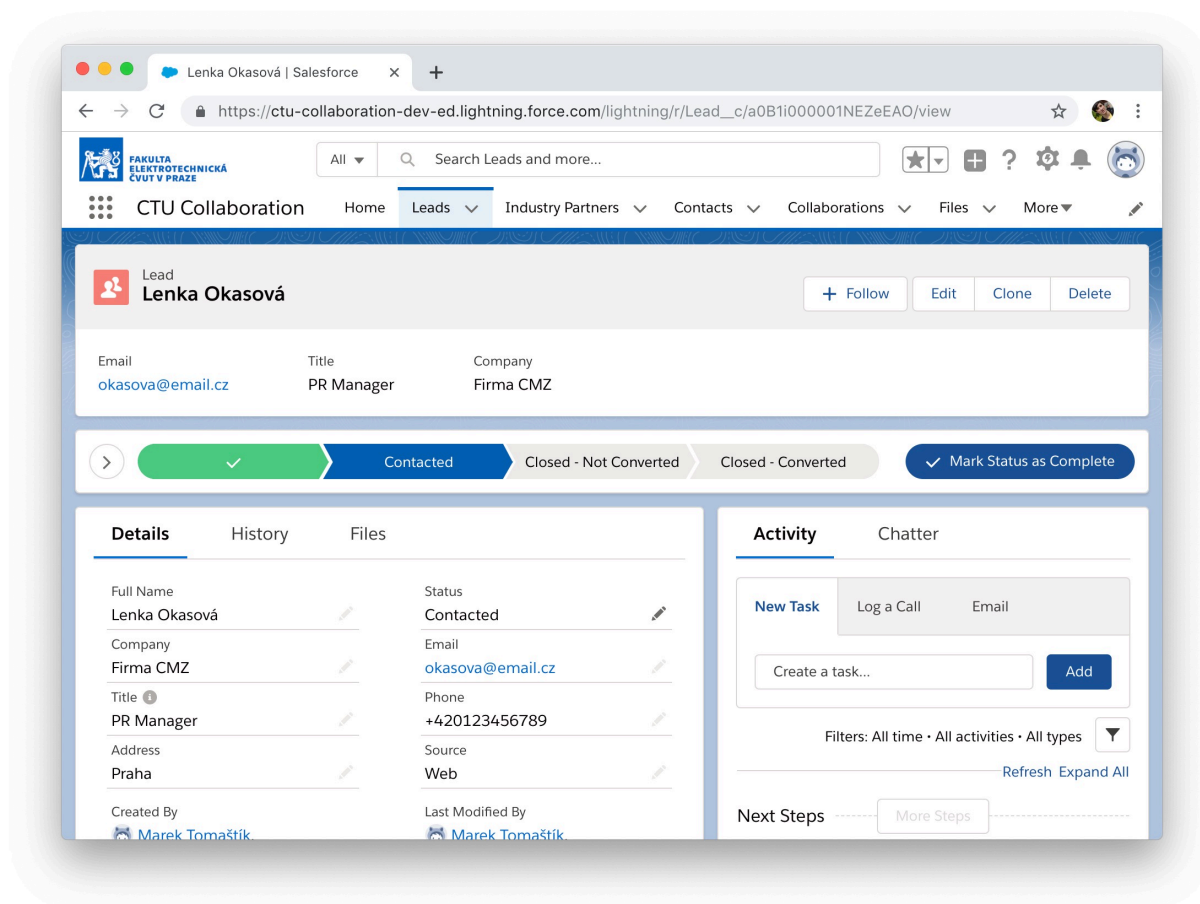 Lenka Okasová | Salesforce
https://ctu-collaboration-dev-ed.lightning.force.com/lightning/r/Lead__c/a0B1i000001NEZeEAO/view
FAKULTA
ELEKTROTECHNICKÁ
ČVUT V PRAZE
All
Search Leads and more...
CTU Collaboration
Home
Leads
Industry Partners
Contacts
Collaborations
Files
More
Lead
Lenka Okasová
+ Follow
Edit
Clone
Delete
Email
okasova@email.cz
Title
PR Manager
Company
Firma CMZ
Contacted
Closed - Not Converted
Closed - Converted
Mark Status as Complete
Details
History
Files
Full Name
Lenka Okasová
Status
Contacted
Company
Firma CMZ
Email
okasova@email.cz
Title
PR Manager
Phone
+420123456789
Address
Praha
Source
Web
Created By
Marek Tomaštík,
Last Modified By
Marek Tomaštík,
Activity
Chatter
New Task
Log a Call
Email
Create a task...
Add
Filters: All time • All activities • All types
Refresh Expand All
Next Steps
More Steps